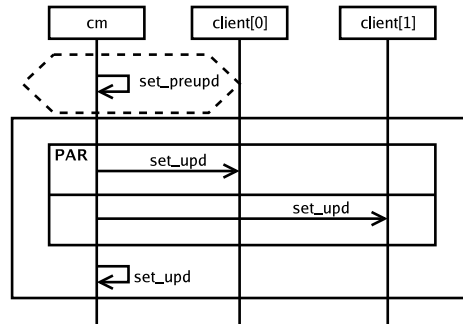 cm client[0] client[1]
set_preupd
PAR
set_upd
set_upd
set_upd